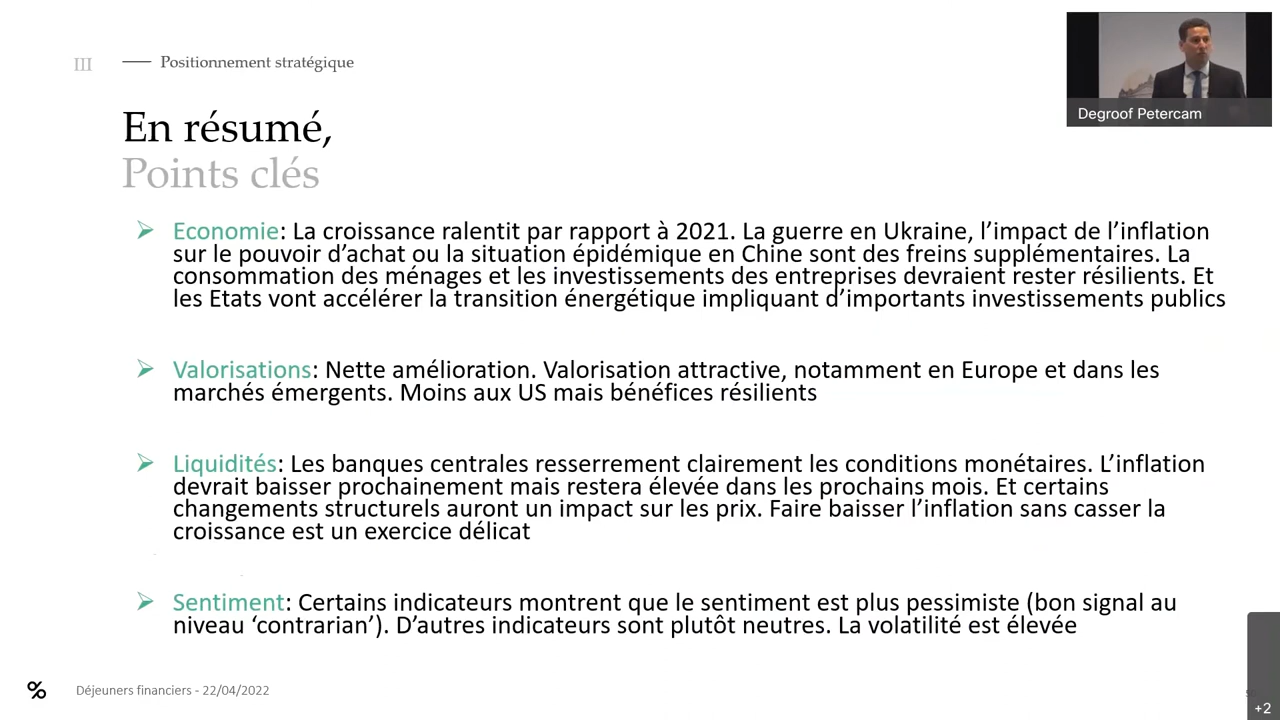 III
Positionnement stratégique
Degroof Petercam
En résumé,
Points clés
Economie: La croissance ralentit par rapport à 2021. La guerre en Ukraine, l’impact de l’inflation
sur le pouvoir d’achat ou la situation épidémique en Chine sont des freins supplémentaires. La
consommation des ménages et les investissements des entreprises devraient rester résilients. Et
les Etats vont accélérer la transition énergétique impliquant d’importants investissements publics
Valorisations: Nette amélioration. Valorisation attractive, notamment en Europe et dans les
marchés émergents. Moins aux US mais bénéfices résilients
Liquidités: Les banques centrales resserrement clairement les conditions monétaires. L’inflation
devrait baisser prochainement mais restera élevée dans les prochains mois. Et certains
changements structurels auront un impact sur les prix. Faire baisser l’inflation sans casser la
croissance est un exercice délicat
Sentiment: Certains indicateurs montrent que le sentiment est plus pessimiste (bon signal au
niveau ‘contrarian’). D’autres indicateurs sont plutôt neutres. La volatilité est élevée
Déjeuners financiers - 22/04/2022
+2